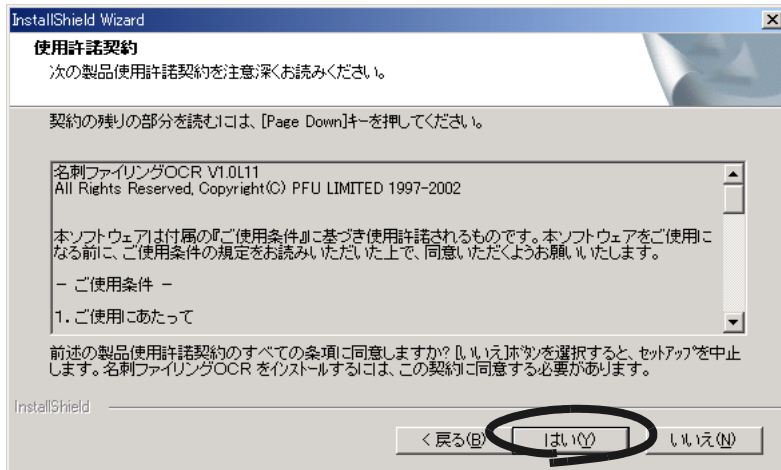 InstallShield Wizard
使用許諾契約
次の製品使用許諾契約を注意深くお読みください。
契約の残りの部分を読むには、[Page Down]キーを押してください。
名刺ファイリングOCR V1.0L11
All Rights Reserved, Copyright(C) PFU LIMITED 1997-2002
本ソフトウェアは付属の『ご使用条件』に基づき使用許諾されるものです。本ソフトウェアをご使用に
なる前に、ご使用条件の規定をお読みいただいた上で、同意いただくようお願いいたします。
－ ご使用条件 －
1. ご使用にあたって
前述の製品使用許諾契約のすべての条項に同意しますか? [いいえ]ボタンを選択すると、セットアップを中止
します。名刺ファイリングOCR をインストールするには、この契約に同意する必要があります。
InstallShield
< 戻る(B) はい(Y) いいえ(N)